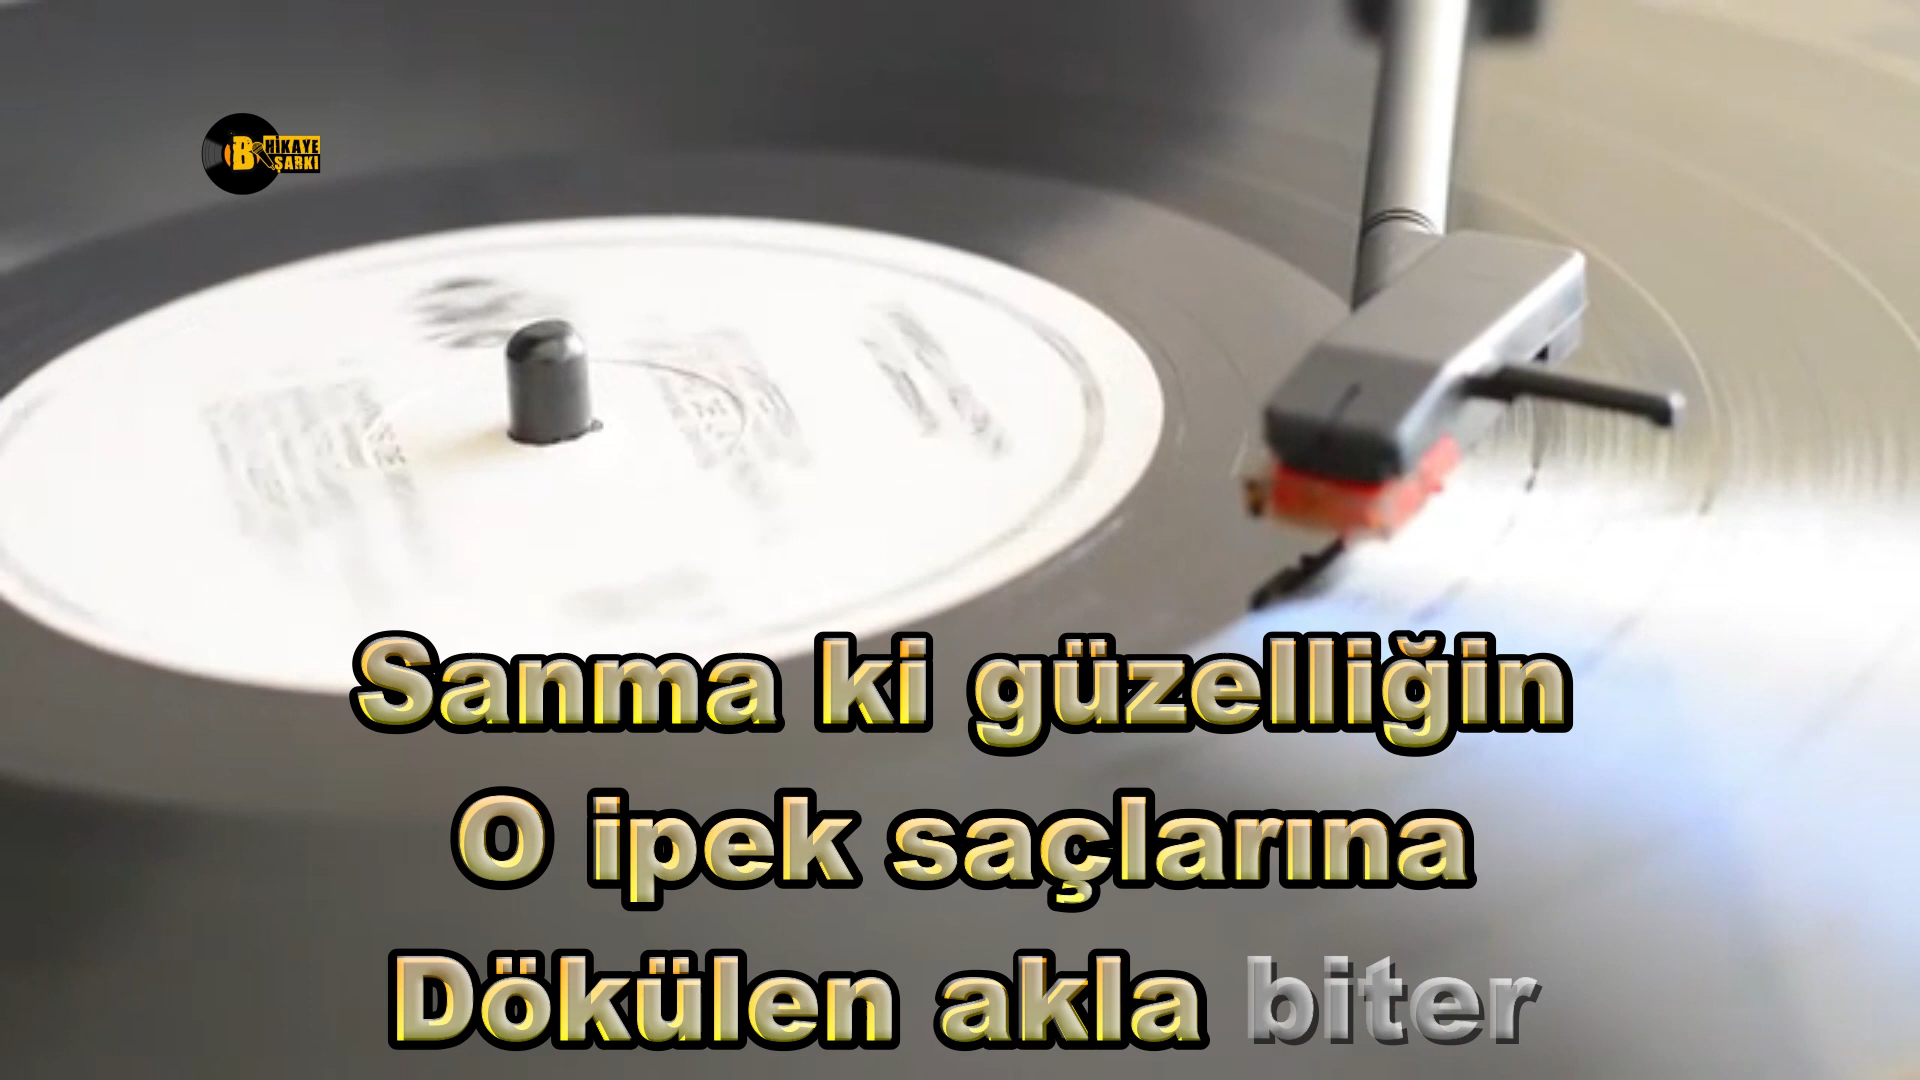 B HİKAYE
ŞARKI
Sanma ki güzelliğin
O ipek saçlarına
Dökülen akla biter